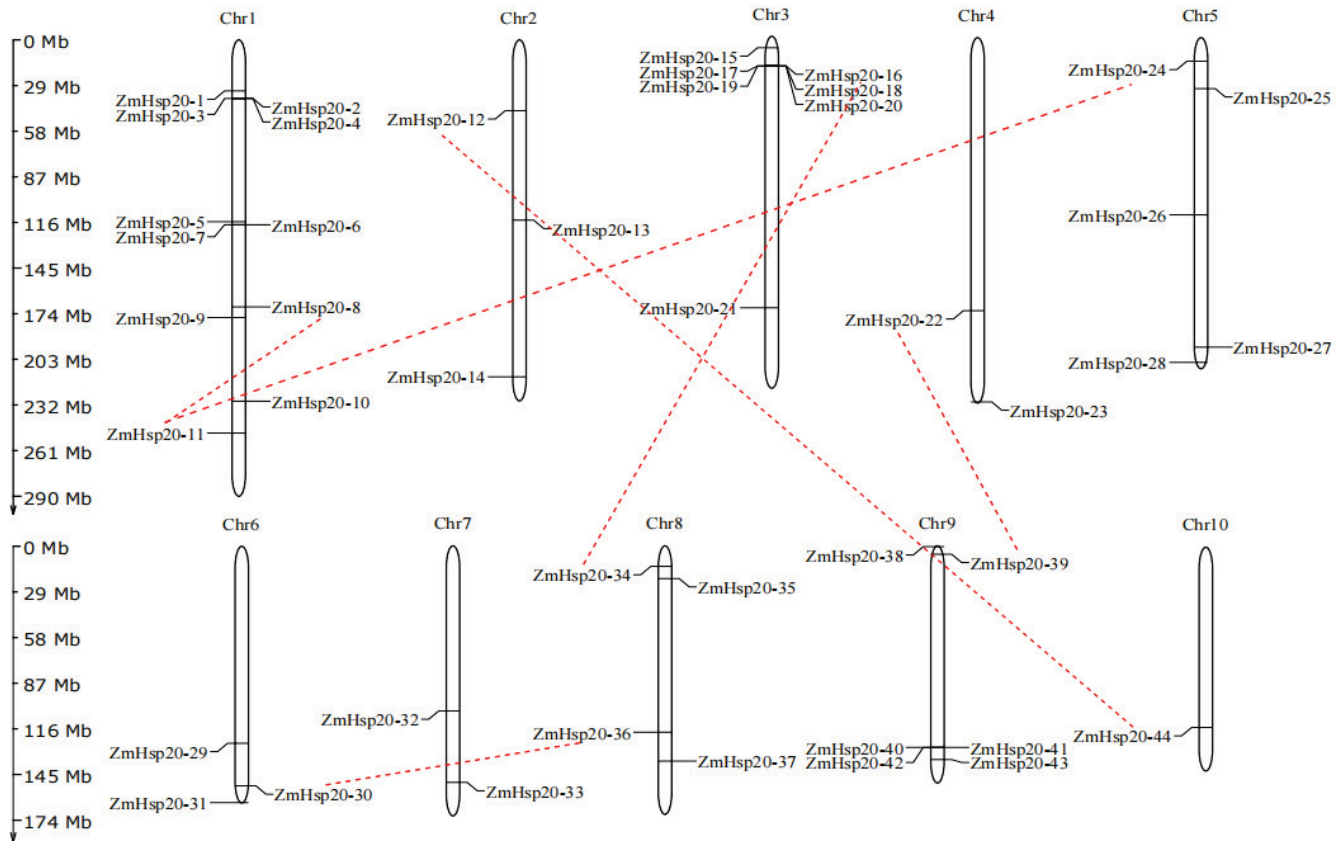 Chr1
Chr2
Chr3
Chr4
Chr5
0 Mb
29 Mb
58 Mb
87 Mb
116 Mb
145 Mb
174 Mb
203 Mb
232 Mb
261 Mb
290 Mb
ZmHsp20-1
ZmHsp20-2
ZmHsp20-3
ZmHsp20-4
ZmHsp20-5
ZmHsp20-6
ZmHsp20-7
ZmHsp20-8
ZmHsp20-9
ZmHsp20-10
ZmHsp20-11
ZmHsp20-12
ZmHsp20-13
ZmHsp20-14
ZmHsp20-15
ZmHsp20-16
ZmHsp20-17
ZmHsp20-18
ZmHsp20-19
ZmHsp20-20
ZmHsp20-21
ZmHsp20-22
ZmHsp20-23
ZmHsp20-24
ZmHsp20-25
ZmHsp20-26
ZmHsp20-27
ZmHsp20-28
Chr6
Chr7
Chr8
Chr9
Chr10
0 Mb
29 Mb
58 Mb
87 Mb
116 Mb
145 Mb
174 Mb
ZmHsp20-29
ZmHsp20-30
ZmHsp20-31
ZmHsp20-32
ZmHsp20-33
ZmHsp20-34
ZmHsp20-35
ZmHsp20-36
ZmHsp20-37
ZmHsp20-38
ZmHsp20-39
ZmHsp20-40
ZmHsp20-41
ZmHsp20-42
ZmHsp20-43
ZmHsp20-44